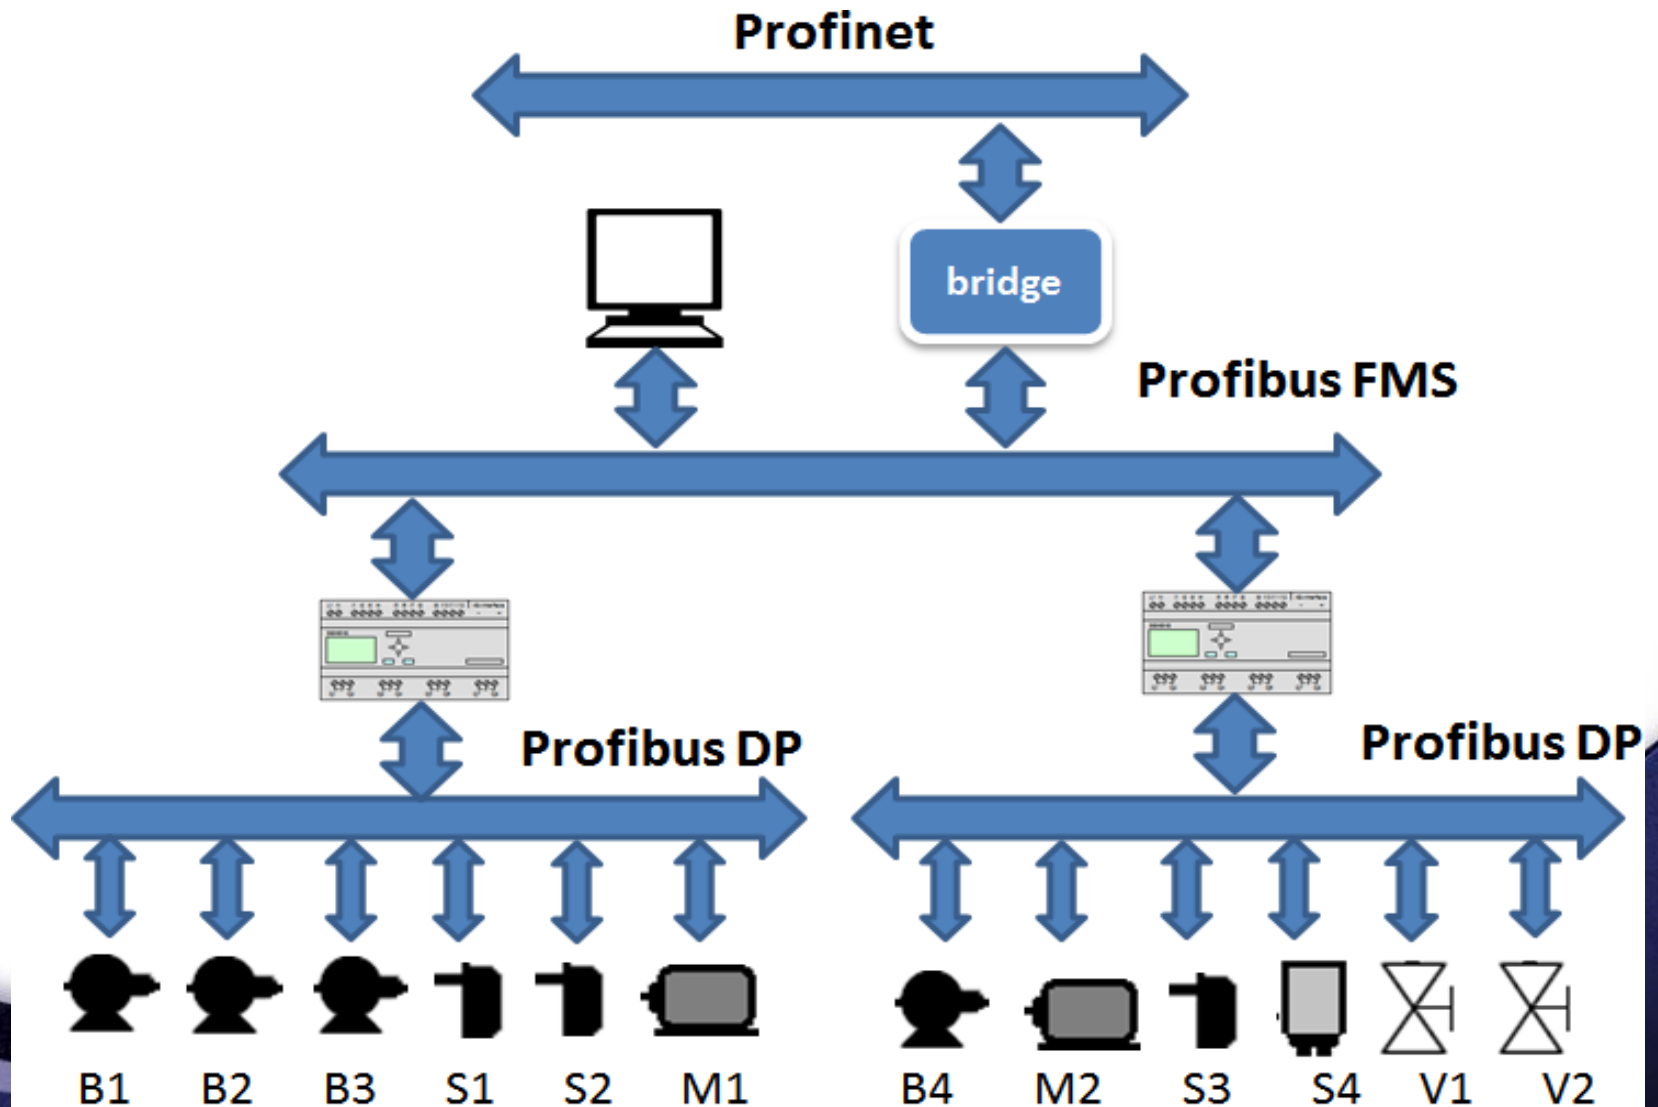 Profinet
bridge
Profibus FMS
Profibus DP
Profibus DP
B1 B2 B3 S1 S2 M1 B4 M2 S3 S4 V1 V2